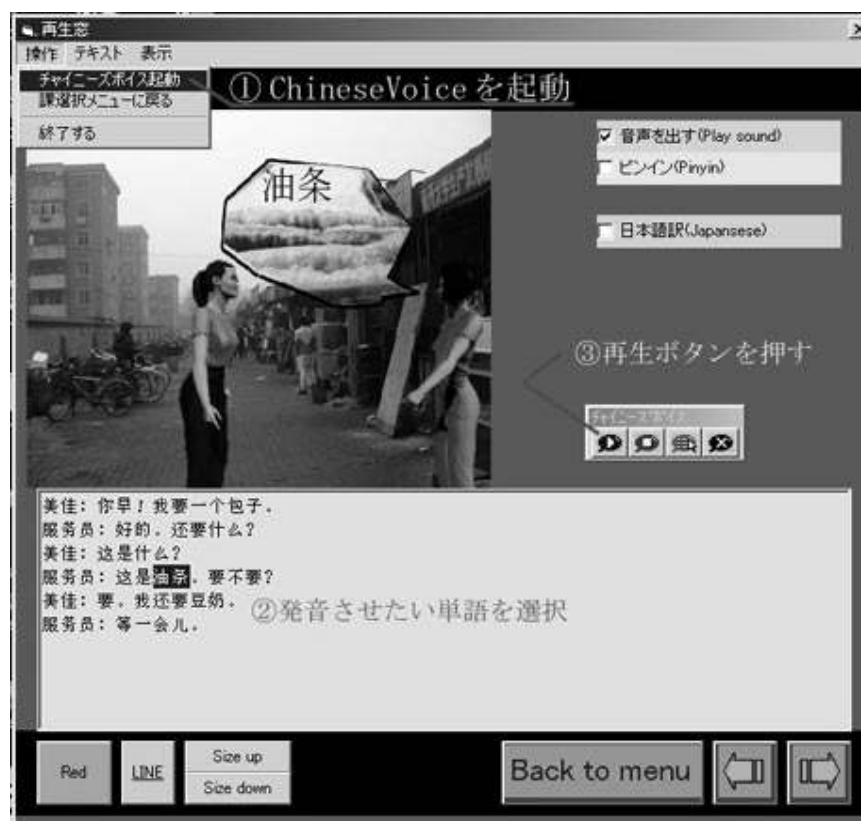 再生窓
操作 テキスト 表示
チャイニーズボイス起動
課選択メニューに戻る
終了する
①ChineseVoiceを起動
油条
音声を出す(Play sound)
ピンイン(Pinyin)
日本語訳(Japansese)
③再生ボタンを押す
チャイニーズボイス
美佳：你早！我要一个包子．
服务员：好的．还要什么？
美佳：这是什么？
服务员：这是油条．要不要？
美佳：要．我还要豆奶．
服务员：等一会儿．
②発音させたい単語を選択
Red
LINE
Size up
Size down
Back to menu